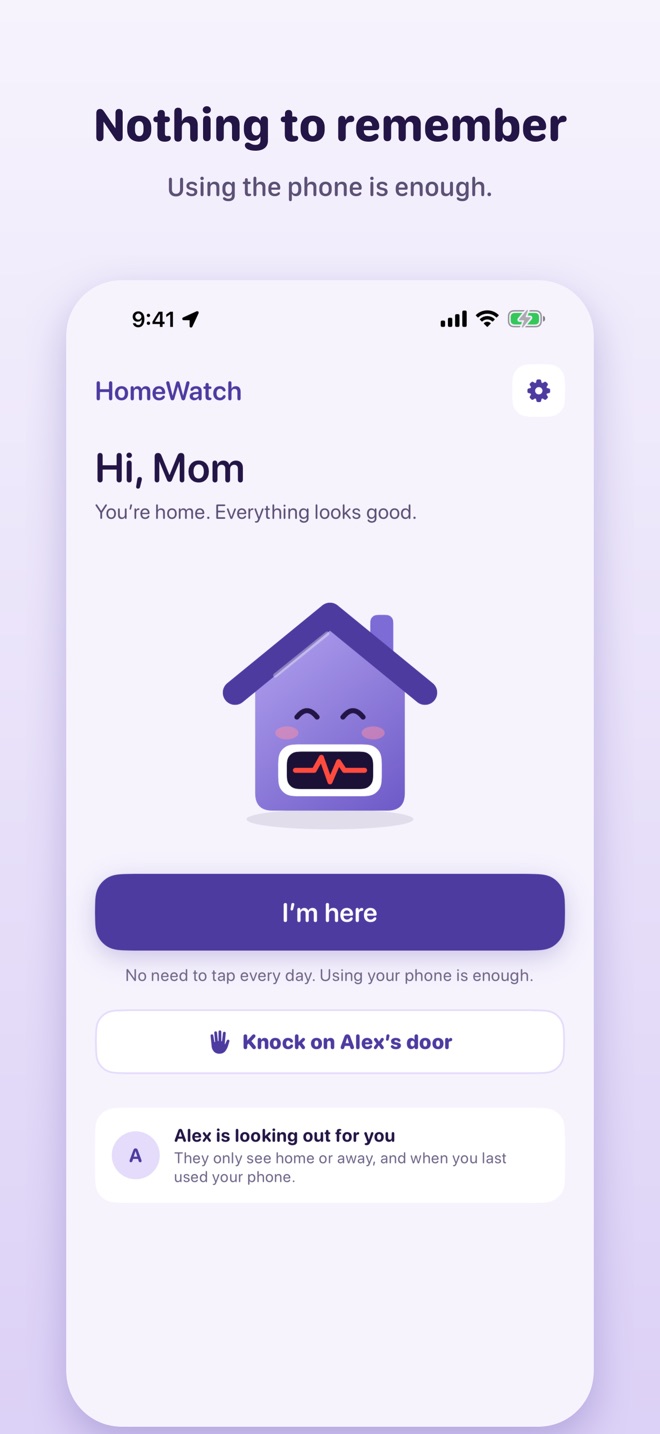 Nothing to remember
Using the phone is enough.
9:41
HomeWatch
Hi, Mom
You’re home. Everything looks good.
I’m here
No need to tap every day. Using your phone is enough.
Knock on Alex’s door
A
Alex is looking out for you
They only see home or away, and when you last
used your phone.